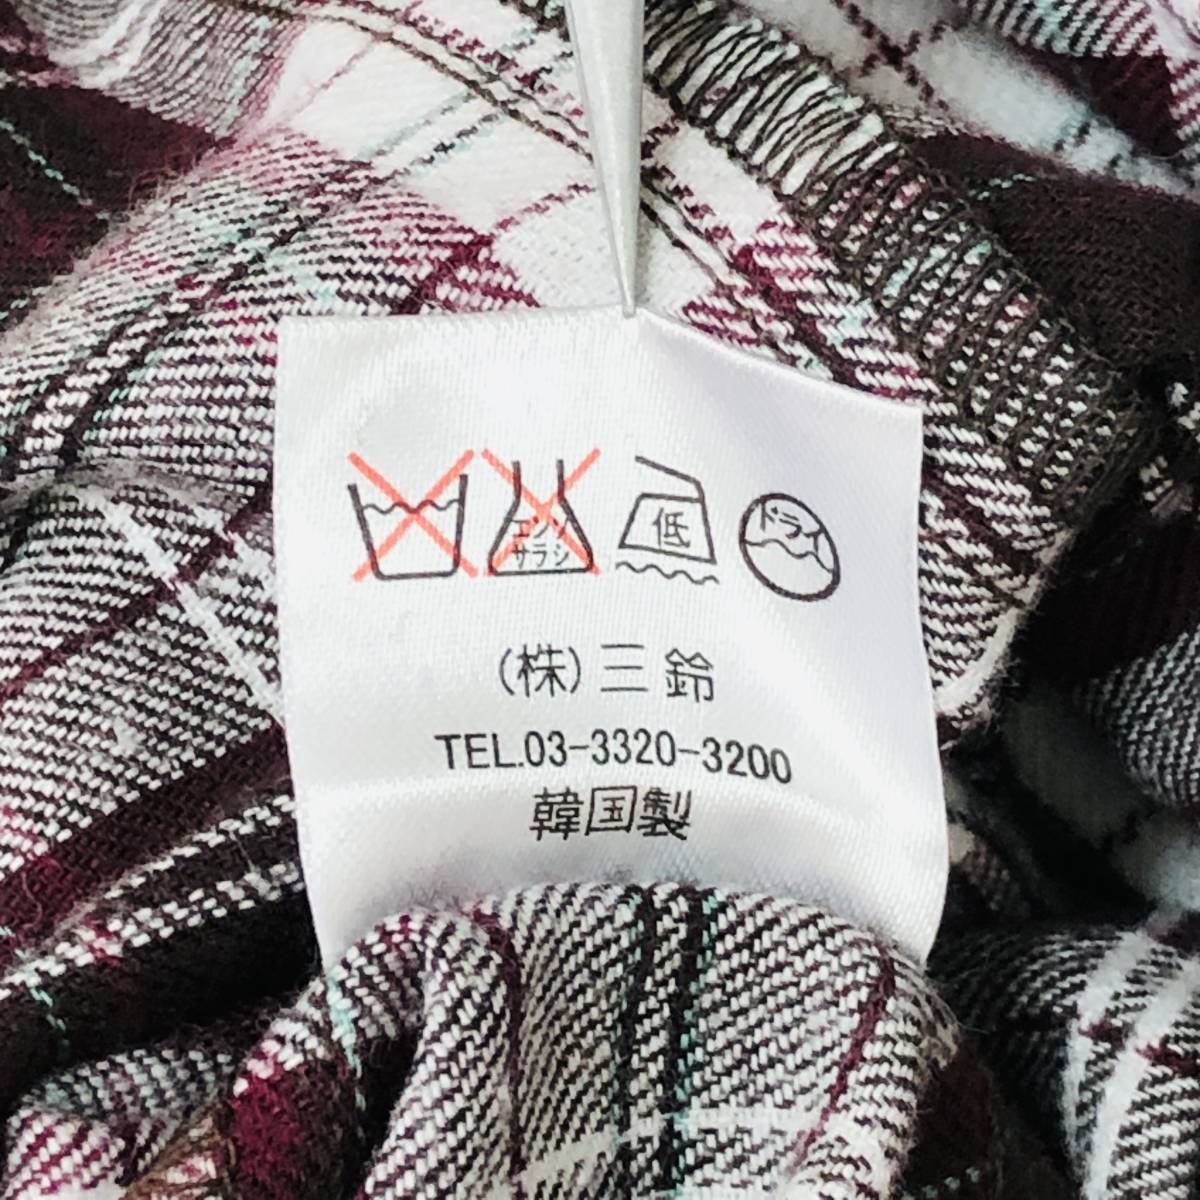 エンソ
サラシ
低
ドライ
(株)三鈴
TEL.03-3320-3200
韓国製